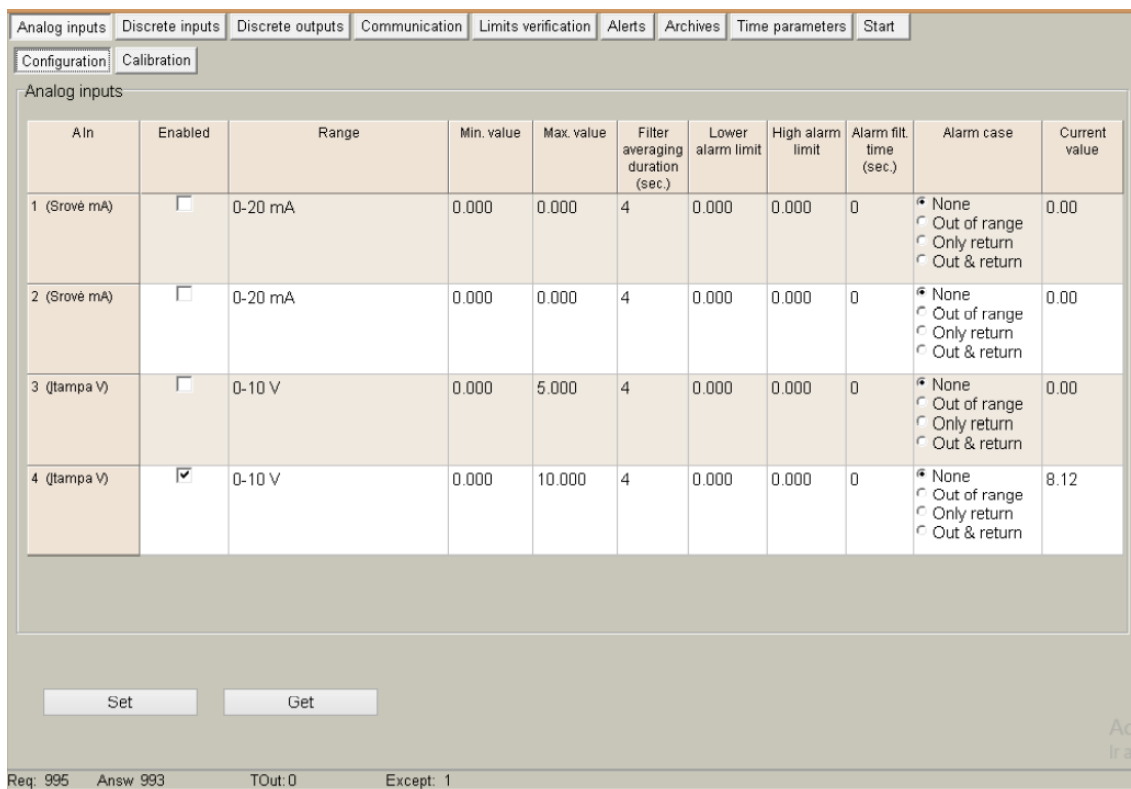 Analog inputs Discrete inputs Discrete outputs Communication Limits verification Alerts Archives Time parameters Start
Configuration Calibration
Analog inputs
AIn Enabled Range Min. value Max. value Filter averaging duration (sec.) Lower alarm limit High alarm limit Alarm filt. time (sec.) Alarm case Current value
1 (Srovė mA) 0-20 mA 0.000 0.000 4 0.000 0.000 0 None 0.00
Out of range
Only return
Out & return
2 (Srovė mA) 0-20 mA 0.000 0.000 4 0.000 0.000 0 None 0.00
Out of range
Only return
Out & return
3 (Įtampa V) 0-10 V 0.000 5.000 4 0.000 0.000 0 None 0.00
Out of range
Only return
Out & return
4 (Įtampa V) 0-10 V 0.000 10.000 4 0.000 0.000 0 None 8.12
Out of range
Only return
Out & return
Set Get
Ir a
Req: 995 Answ 993 TOut: 0 Except: 1